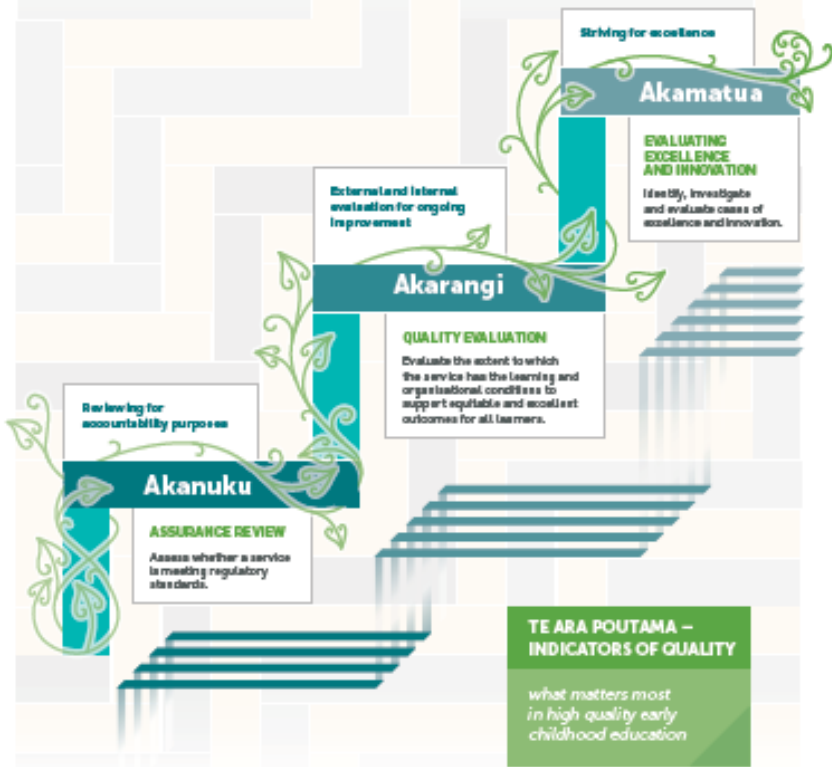 Striving for excellence
Akamatua
EVALUATING
EXCELLENCE
AND INNOVATION
Identify, investigate
and evaluate cases of
excellence and innovation.
External and internal
evaluation for ongoing
improvement
Akarangi
QUALITY EVALUATION
Evaluate the extent to which
the service has the learning and
organisational conditions to
support equitable and excellent
outcomes for all learners.
Reviewing for
accountability purposes
Akanuku
ASSURANCE REVIEW
Assess whether a service
is meeting regulatory
standards.
TE ARA POUTAMA –
INDICATORS OF QUALITY
what matters most
in high quality early
childhood education